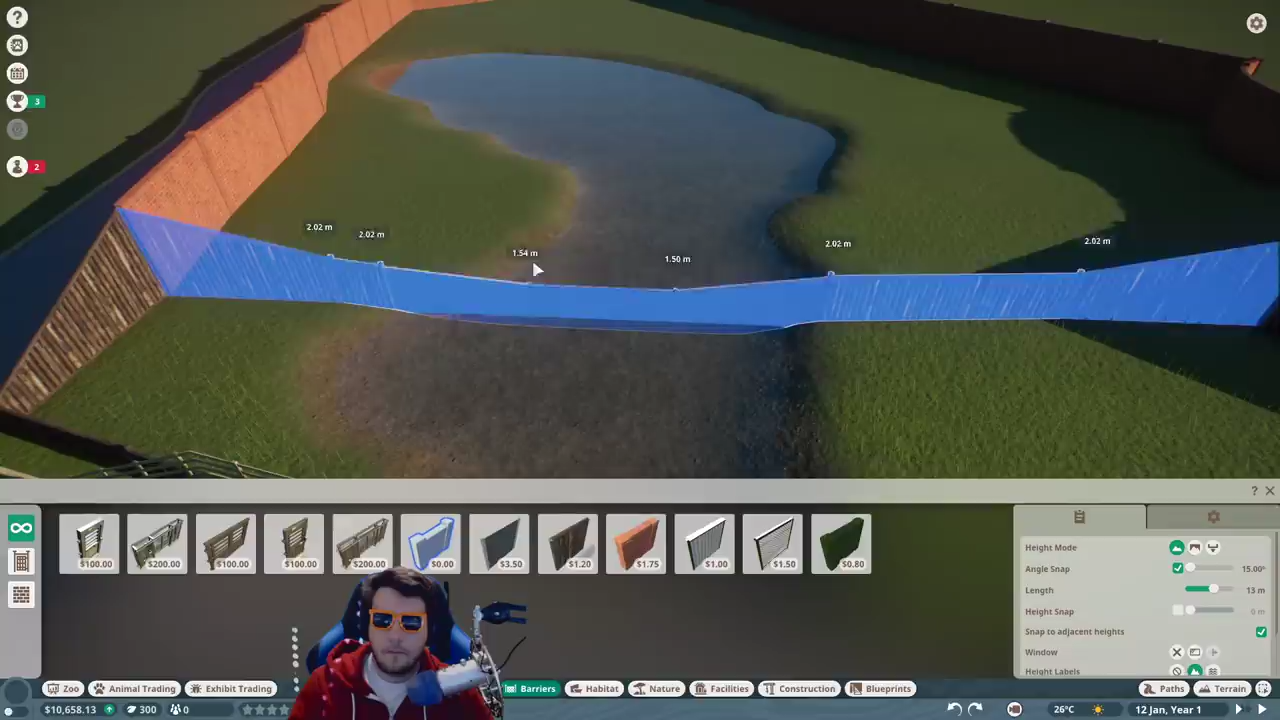 ?
3
2
2.02 m
2.02 m
1.54 m
1.50 m
2.02 m
2.02 m
? ×
$100.00 $200.00 $100.00 $100.00 $200.00 $0.00 $3.50 $1.20 $1.75 $1.00 $1.50 $0.80
Height Mode
Angle Snap 15.00°
Length 13 m
Height Snap 0 m
Snap to adjacent heights
Window
Height Labels
Zoo Animal Trading Exhibit Trading Barriers Habitat Nature Facilities Construction Blueprints Paths Terrain
$10,658.13 300 0 26°C 12 Jan, Year 1